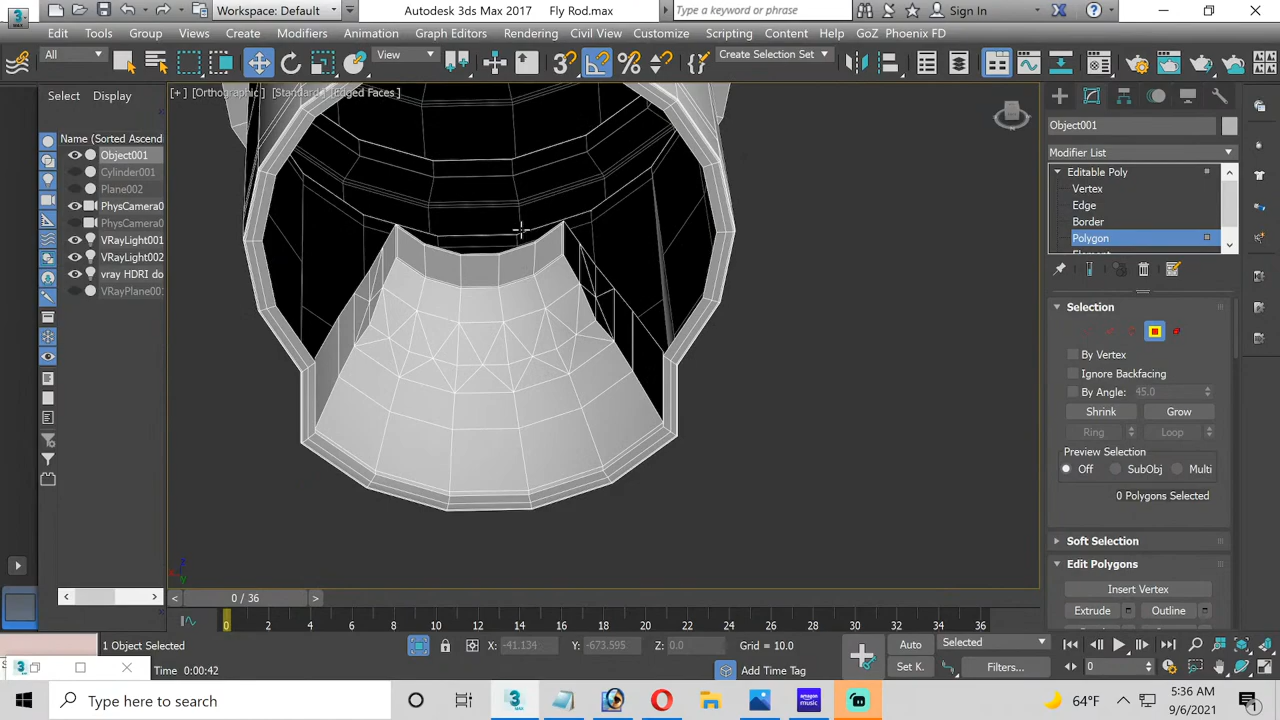 Workspace: Default
Autodesk 3ds Max 2017
Fly Rod.max
Type a keyword or phrase
Sign In
Edit
Tools
Group
Views
Create
Modifiers
Animation
Graph Editors
Rendering
Civil View
Customize
Scripting
Content
Help
GoZ
Phoenix FD
All
View
Create Selection Set
Select
Display
[+] [Orthographic] [Standard] [Edged Faces]
Name (Sorted Ascend
Object001
Cylinder001
Plane002
PhysCamera0
PhysCamera0
VRayLight001
VRayLight002
vray HDRI do
VRayPlane001
Object001
Modifier List
Editable Poly
Vertex
Edge
Border
Polygon
Selection
By Vertex
Ignore Backfacing
By Angle:
45.0
Shrink
Grow
Ring
Loop
Preview Selection
Off
SubObj
Multi
0 Polygons Selected
Soft Selection
Edit Polygons
Insert Vertex
Extrude
Outline
0 / 36
0 2 4 6 8 10 12 14 16 18 20 22 24 26 28 30 32 34 36
1 Object Selected
X: -41.134
Y: -673.595
Z: 0.0
Grid = 10.0
Auto
Selected
Time: 0:00:42
Add Time Tag
Set K.
Filters...
0
Type here to search
64°F
5:36 AM
9/6/2021